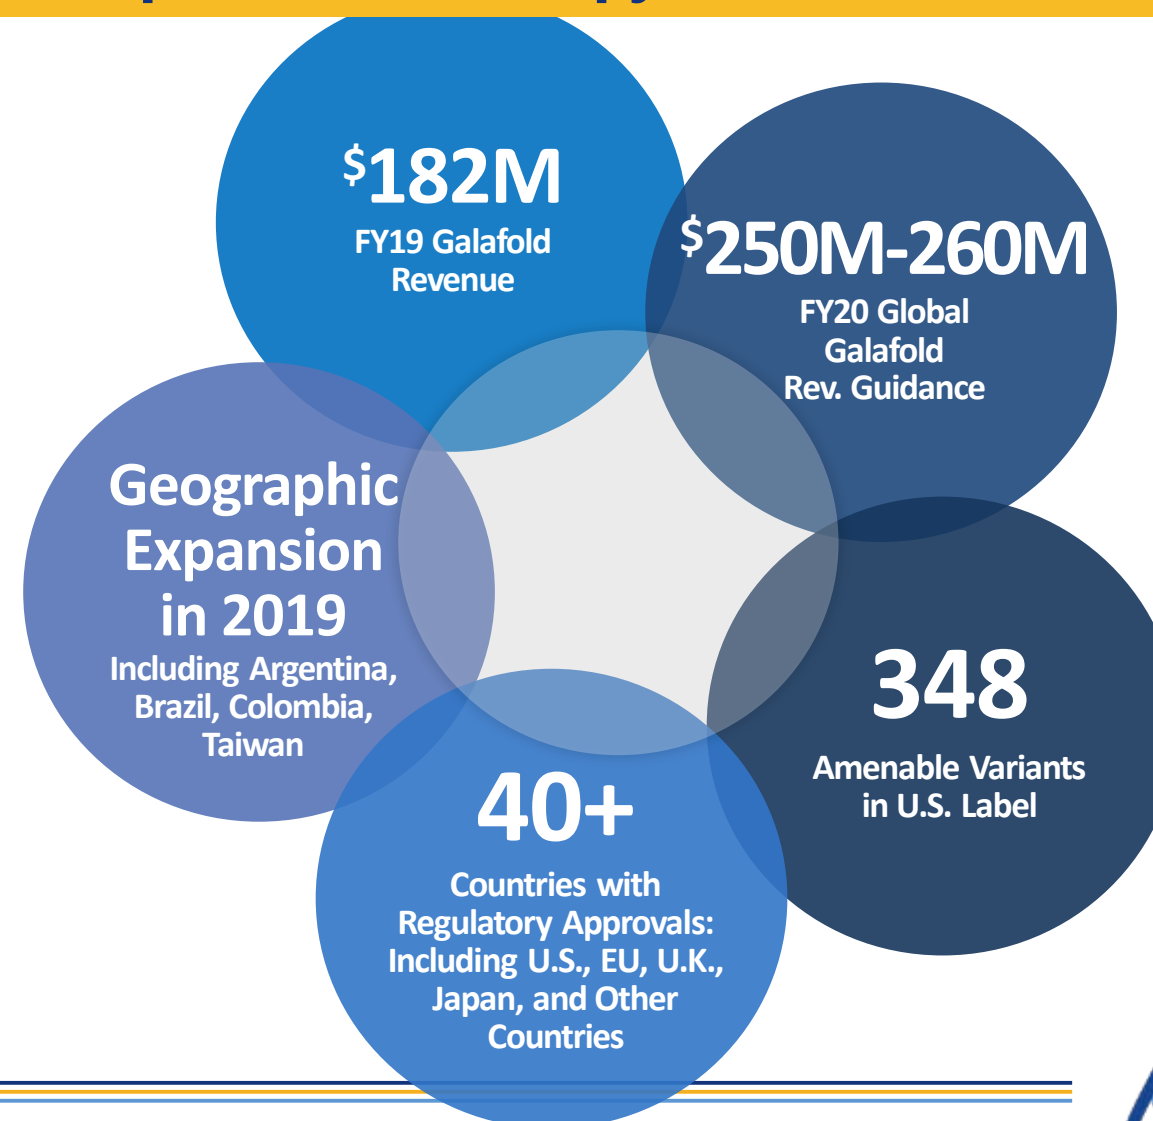 $182M
FY19 Galafold
Revenue
$250M-260M
FY20 Global
Galafold
Rev. Guidance
Geographic
Expansion
in 2019
Including Argentina,
Brazil, Colombia,
Taiwan
348
Amenable Variants
in U.S. Label
40+
Countries with
Regulatory Approvals:
Including U.S., EU, U.K.,
Japan, and Other
Countries